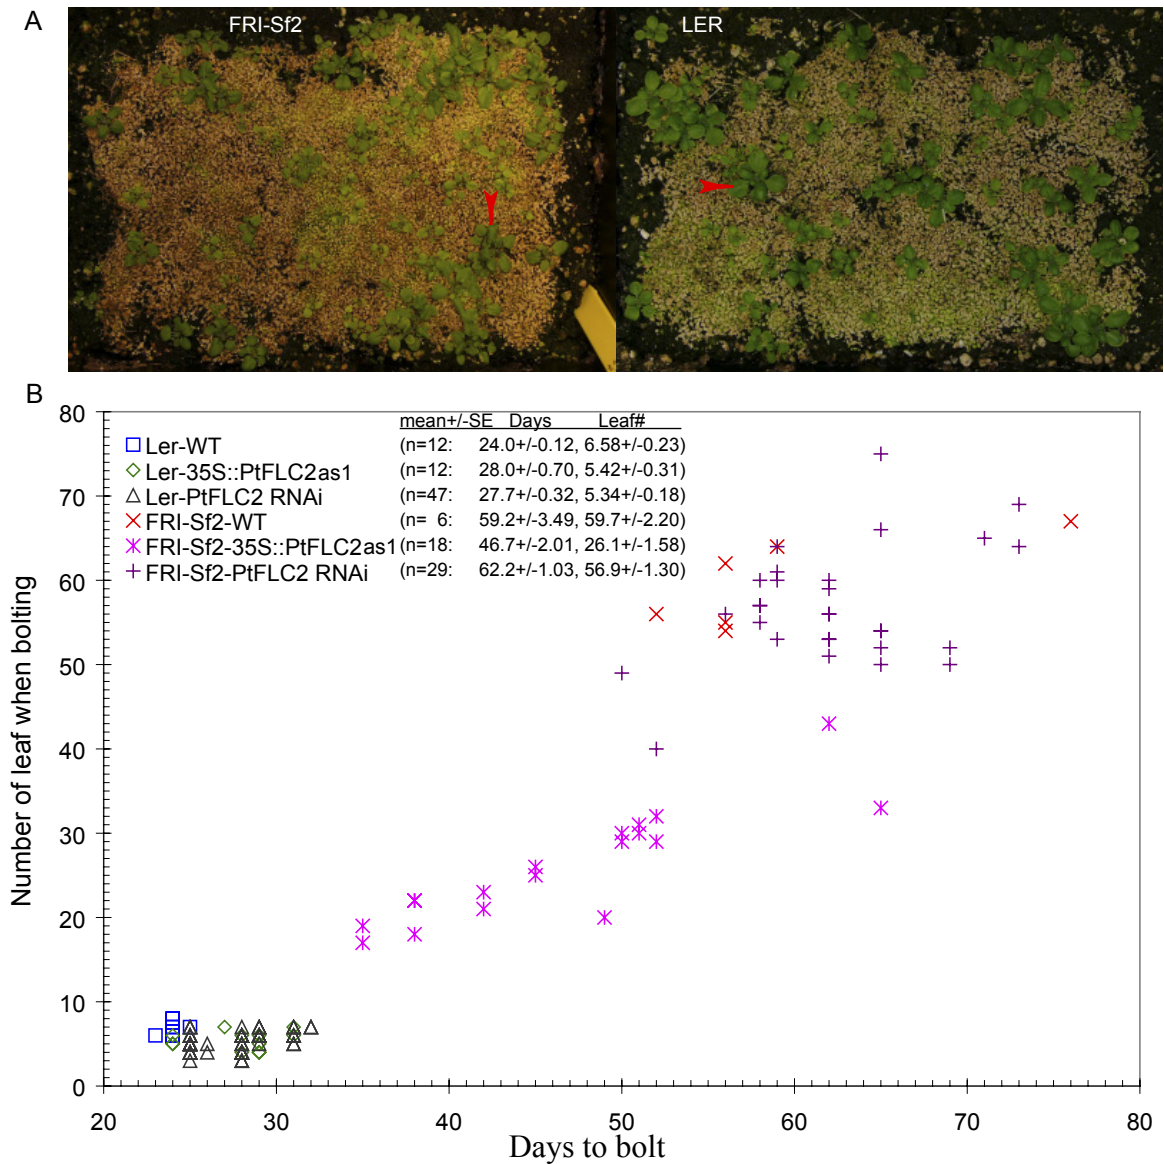 A
FRI-Sf2
LER
B
mean+/-SE Days Leaf#
Ler-WT (n=12: 24.0+/-0.12, 6.58+/-0.23)
Ler-35S::PtFLC2as1 (n=12: 28.0+/-0.70, 5.42+/-0.31)
Ler-PtFLC2 RNAi (n=47: 27.7+/-0.32, 5.34+/-0.18)
FRI-Sf2-WT (n= 6: 59.2+/-3.49, 59.7+/-2.20)
FRI-Sf2-35S::PtFLC2as1 (n=18: 46.7+/-2.01, 26.1+/-1.58)
FRI-Sf2-PtFLC2 RNAi (n=29: 62.2+/-1.03, 56.9+/-1.30)
Number of leaf when bolting
80
70
60
50
40
30
20
10
0
20 30 40 50 60 70 80
Days to bolt